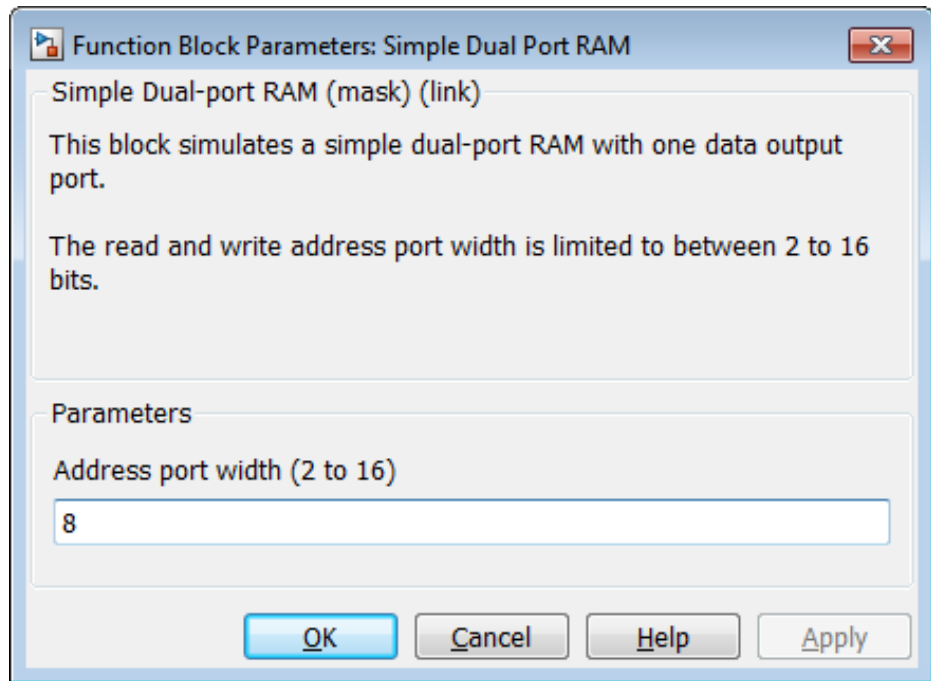 Function Block Parameters: Simple Dual Port RAM
Simple Dual-port RAM (mask) (link)
This block simulates a simple dual-port RAM with one data output
port.
The read and write address port width is limited to between 2 to 16
bits.
Parameters
Address port width (2 to 16)
8
OK Cancel Help Apply